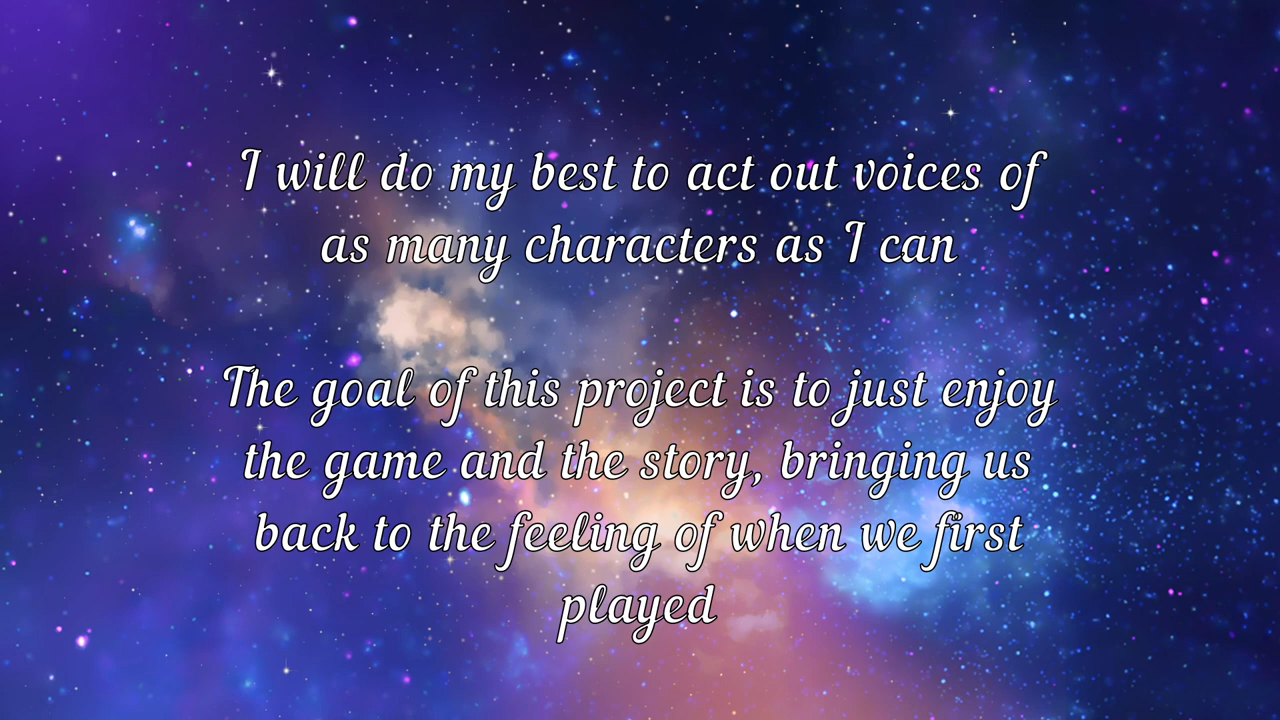 I will do my best to act out voices of
as many characters as I can
The goal of this project is to just enjoy
the game and the story, bringing us
back to the feeling of when we first
played